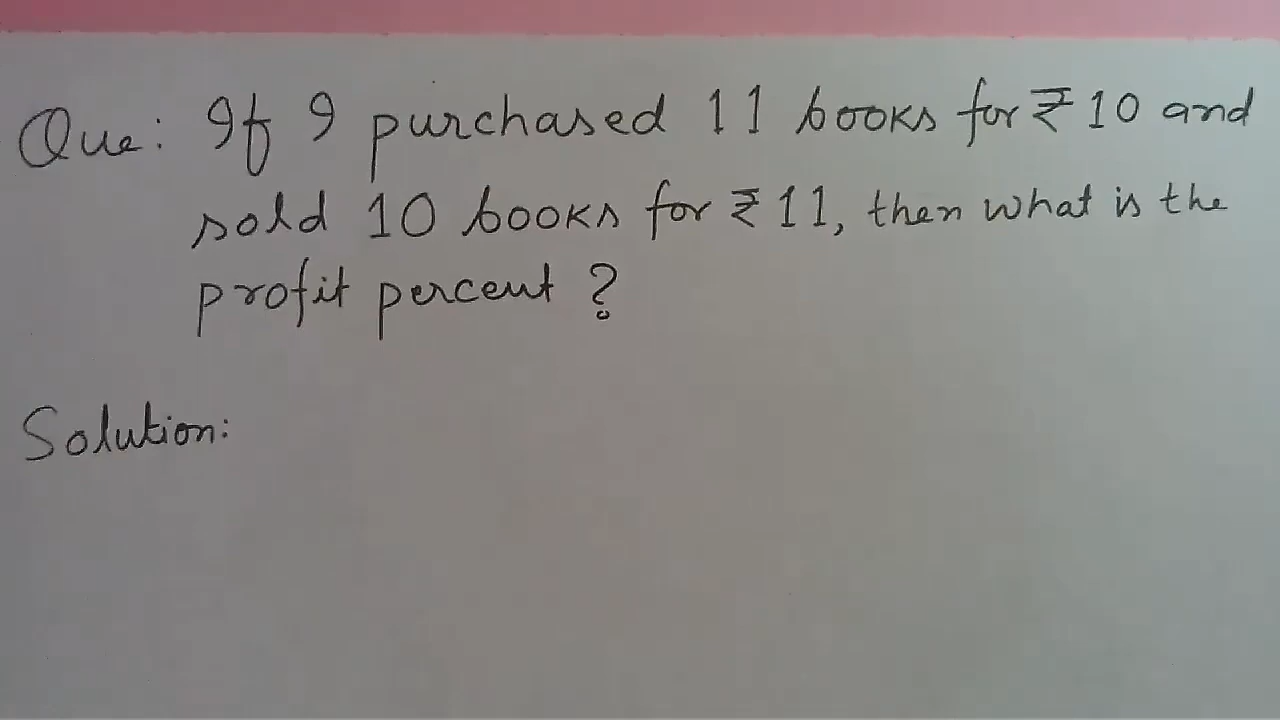 Que: If I purchased 11 books for ₹ 10 and
sold 10 books for ₹ 11, then what is the
profit percent ?
Solution: